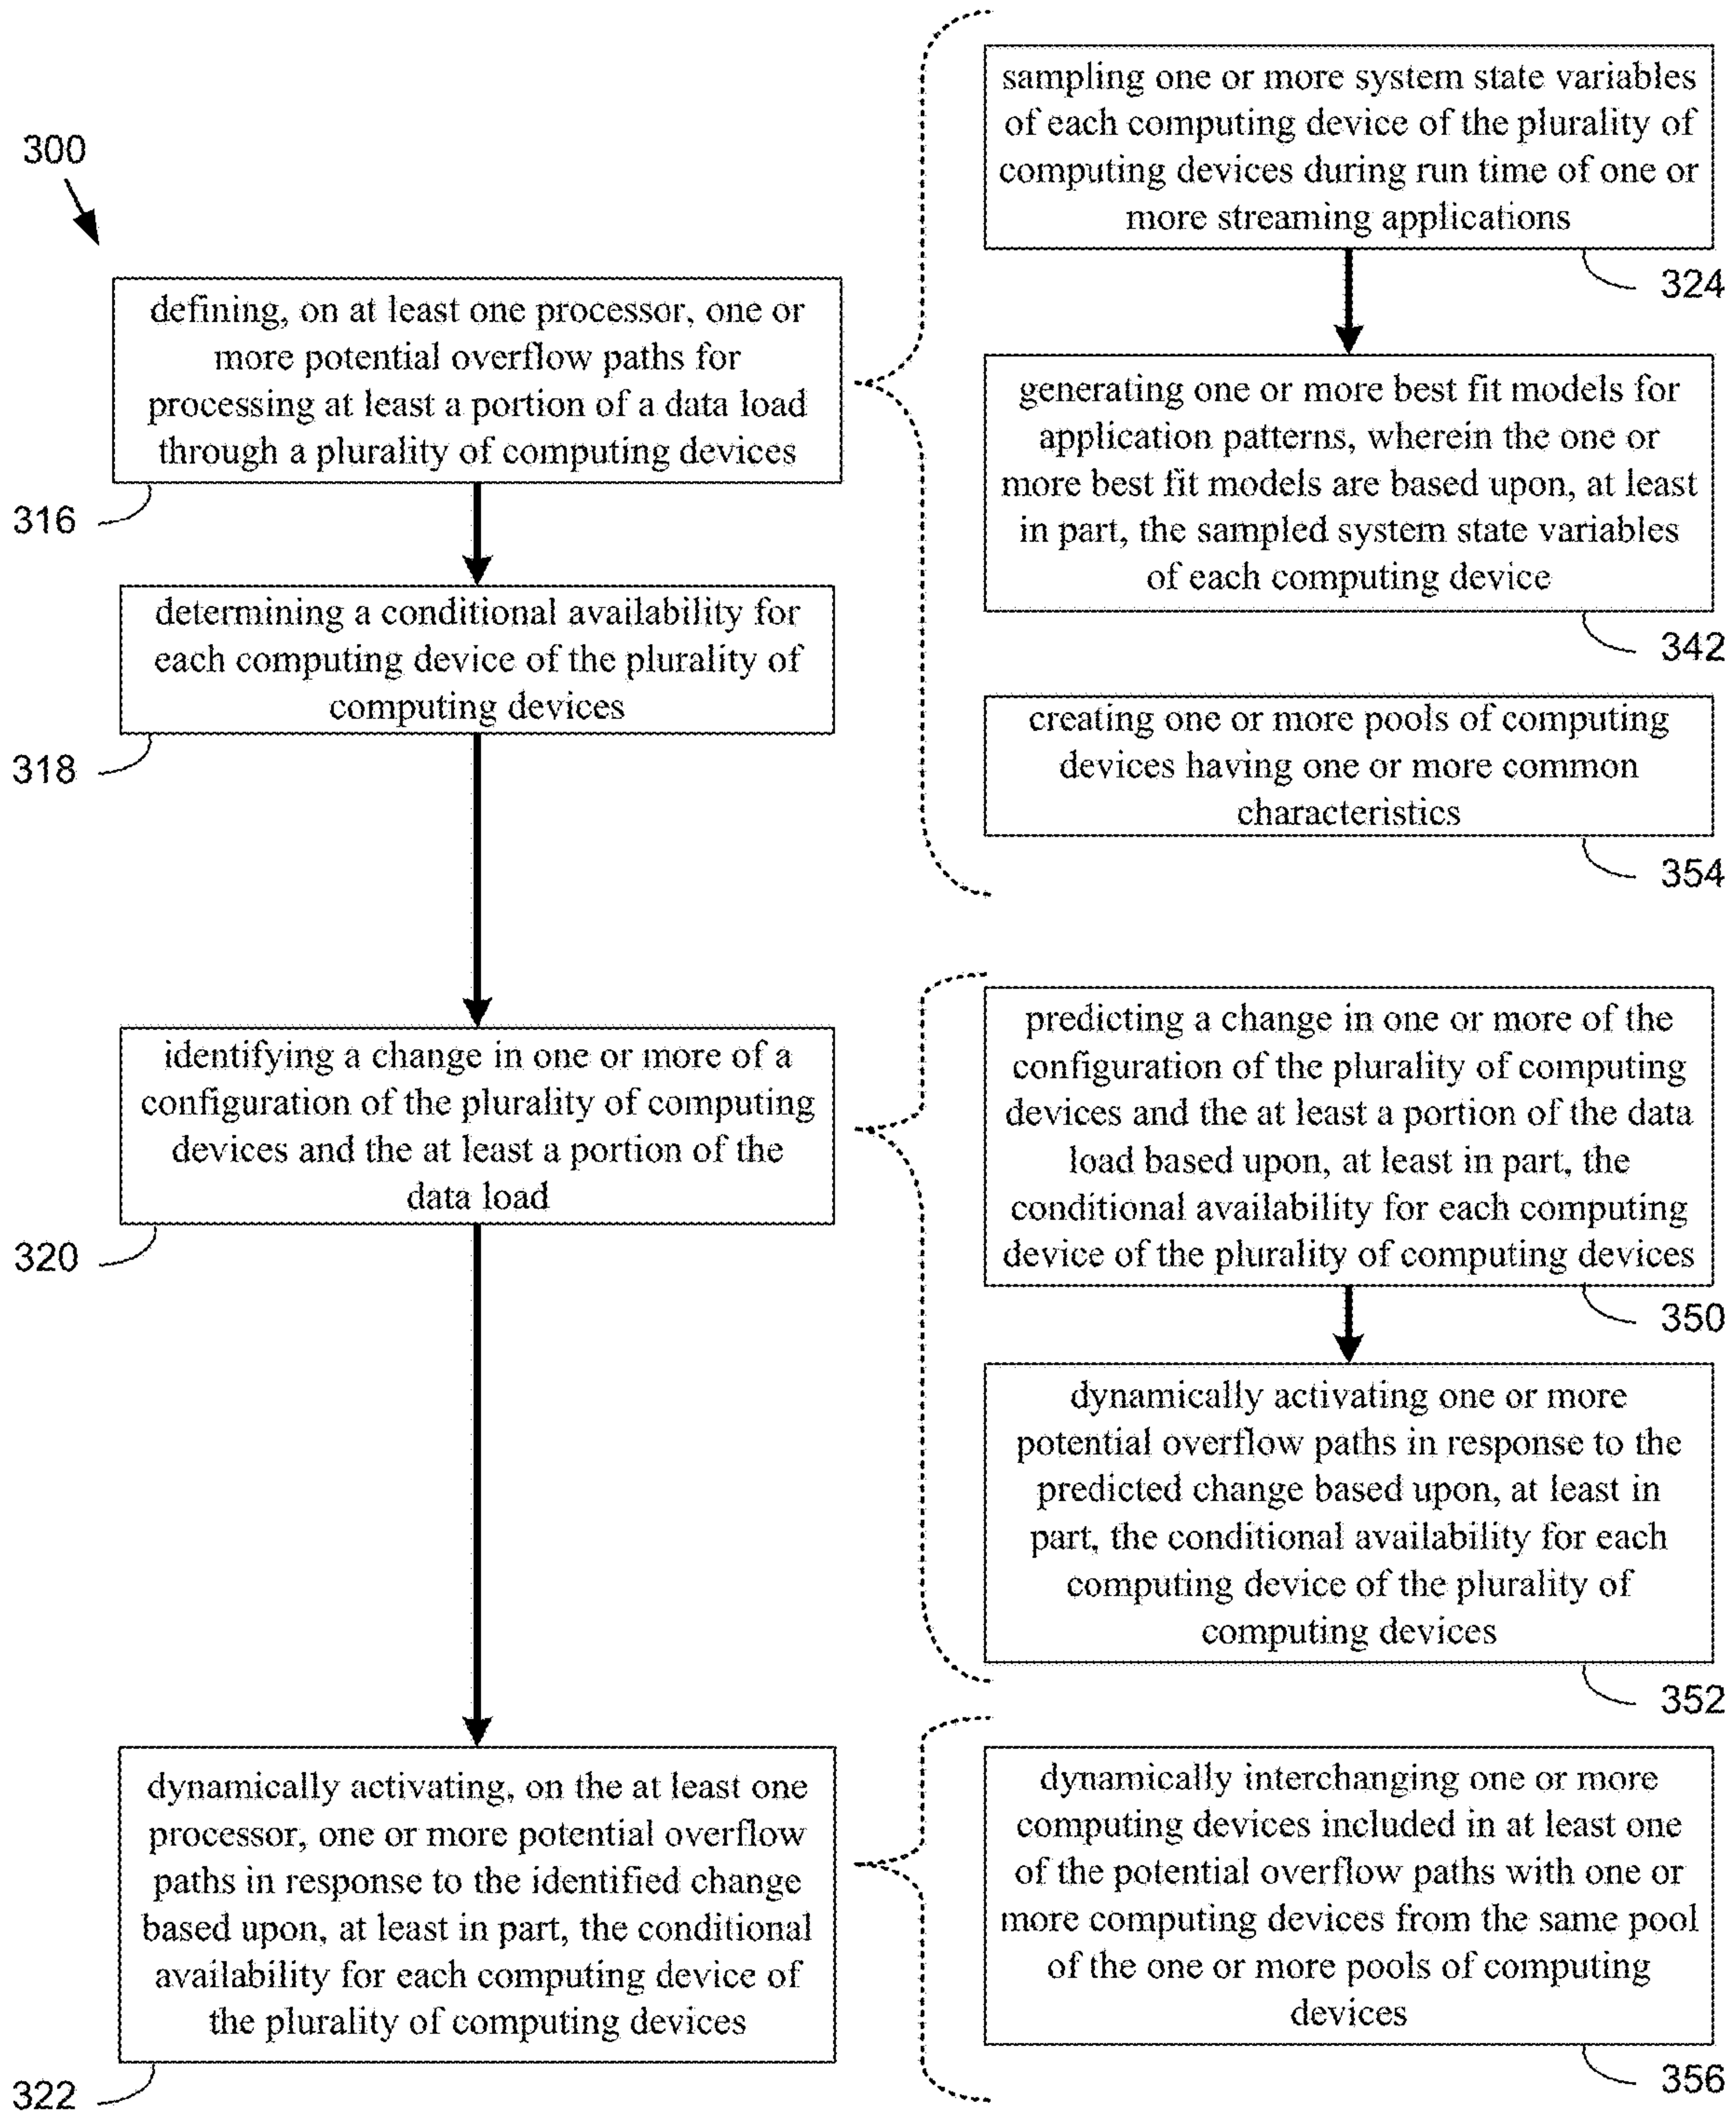 300
defining, on at least one processor, one or
more potential overflow paths for
processing at least a portion of a data load
through a plurality of computing devices
316
determining a conditional availability for
each computing device of the plurality of
computing devices
318
identifying a change in one or more of a
configuration of the plurality of computing
devices and the at least a portion of the
data load
320
dynamically activating, on the at least one
processor, one or more potential overflow
paths in response to the identified change
based upon, at least in part, the conditional
availability for each computing device of
the plurality of computing devices
322
sampling one or more system state variables
of each computing device of the plurality of
computing devices during run time of one or
more streaming applications
324
generating one or more best fit models for
application patterns, wherein the one or
more best fit models are based upon, at least
in part, the sampled system state variables
of each computing device
342
creating one or more pools of computing
devices having one or more common
characteristics
354
predicting a change in one or more of the
configuration of the plurality of computing
devices and the at least a portion of the data
load based upon, at least in part, the
conditional availability for each computing
device of the plurality of computing devices
350
dynamically activating one or more
potential overflow paths in response to the
predicted change based upon, at least in
part, the conditional availability for each
computing device of the plurality of
computing devices
352
dynamically interchanging one or more
computing devices included in at least one
of the potential overflow paths with one or
more computing devices from the same pool
of the one or more pools of computing
devices
356